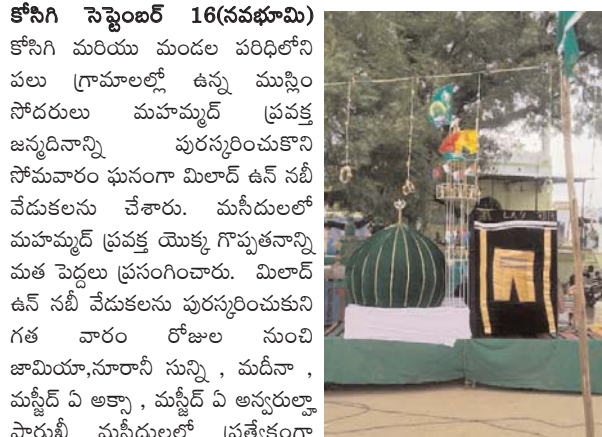 కోసిగి సెప్టెంబర్ 16(నవభూమి)
కోసిగి మరియు మండల పరిధిలోని
పలు గ్రామాలల్లో ఉన్న ముస్లిం
సోదరులు మహమ్మద్ ప్రవక్త
జన్మదినాన్ని పురస్కరించుకొని
సోమవారం ఘనంగా మిలాద్ ఉన్ నబీ
వేడుకలను చేశారు. మసీదులలో
మహమ్మద్ ప్రవక్త యొక్క గొప్పతనాన్ని
మత పెద్దలు ప్రసంగించారు. మిలాద్
ఉన్ నబీ వేడుకలను పురస్కరించుకుని
గత వారం రోజుల నుంచి
జామియా,నూరానీ సున్ని , మదీనా ,
మస్జీద్ ఏ అక్సా , మస్జీద్ ఏ అన్వరుల్హా